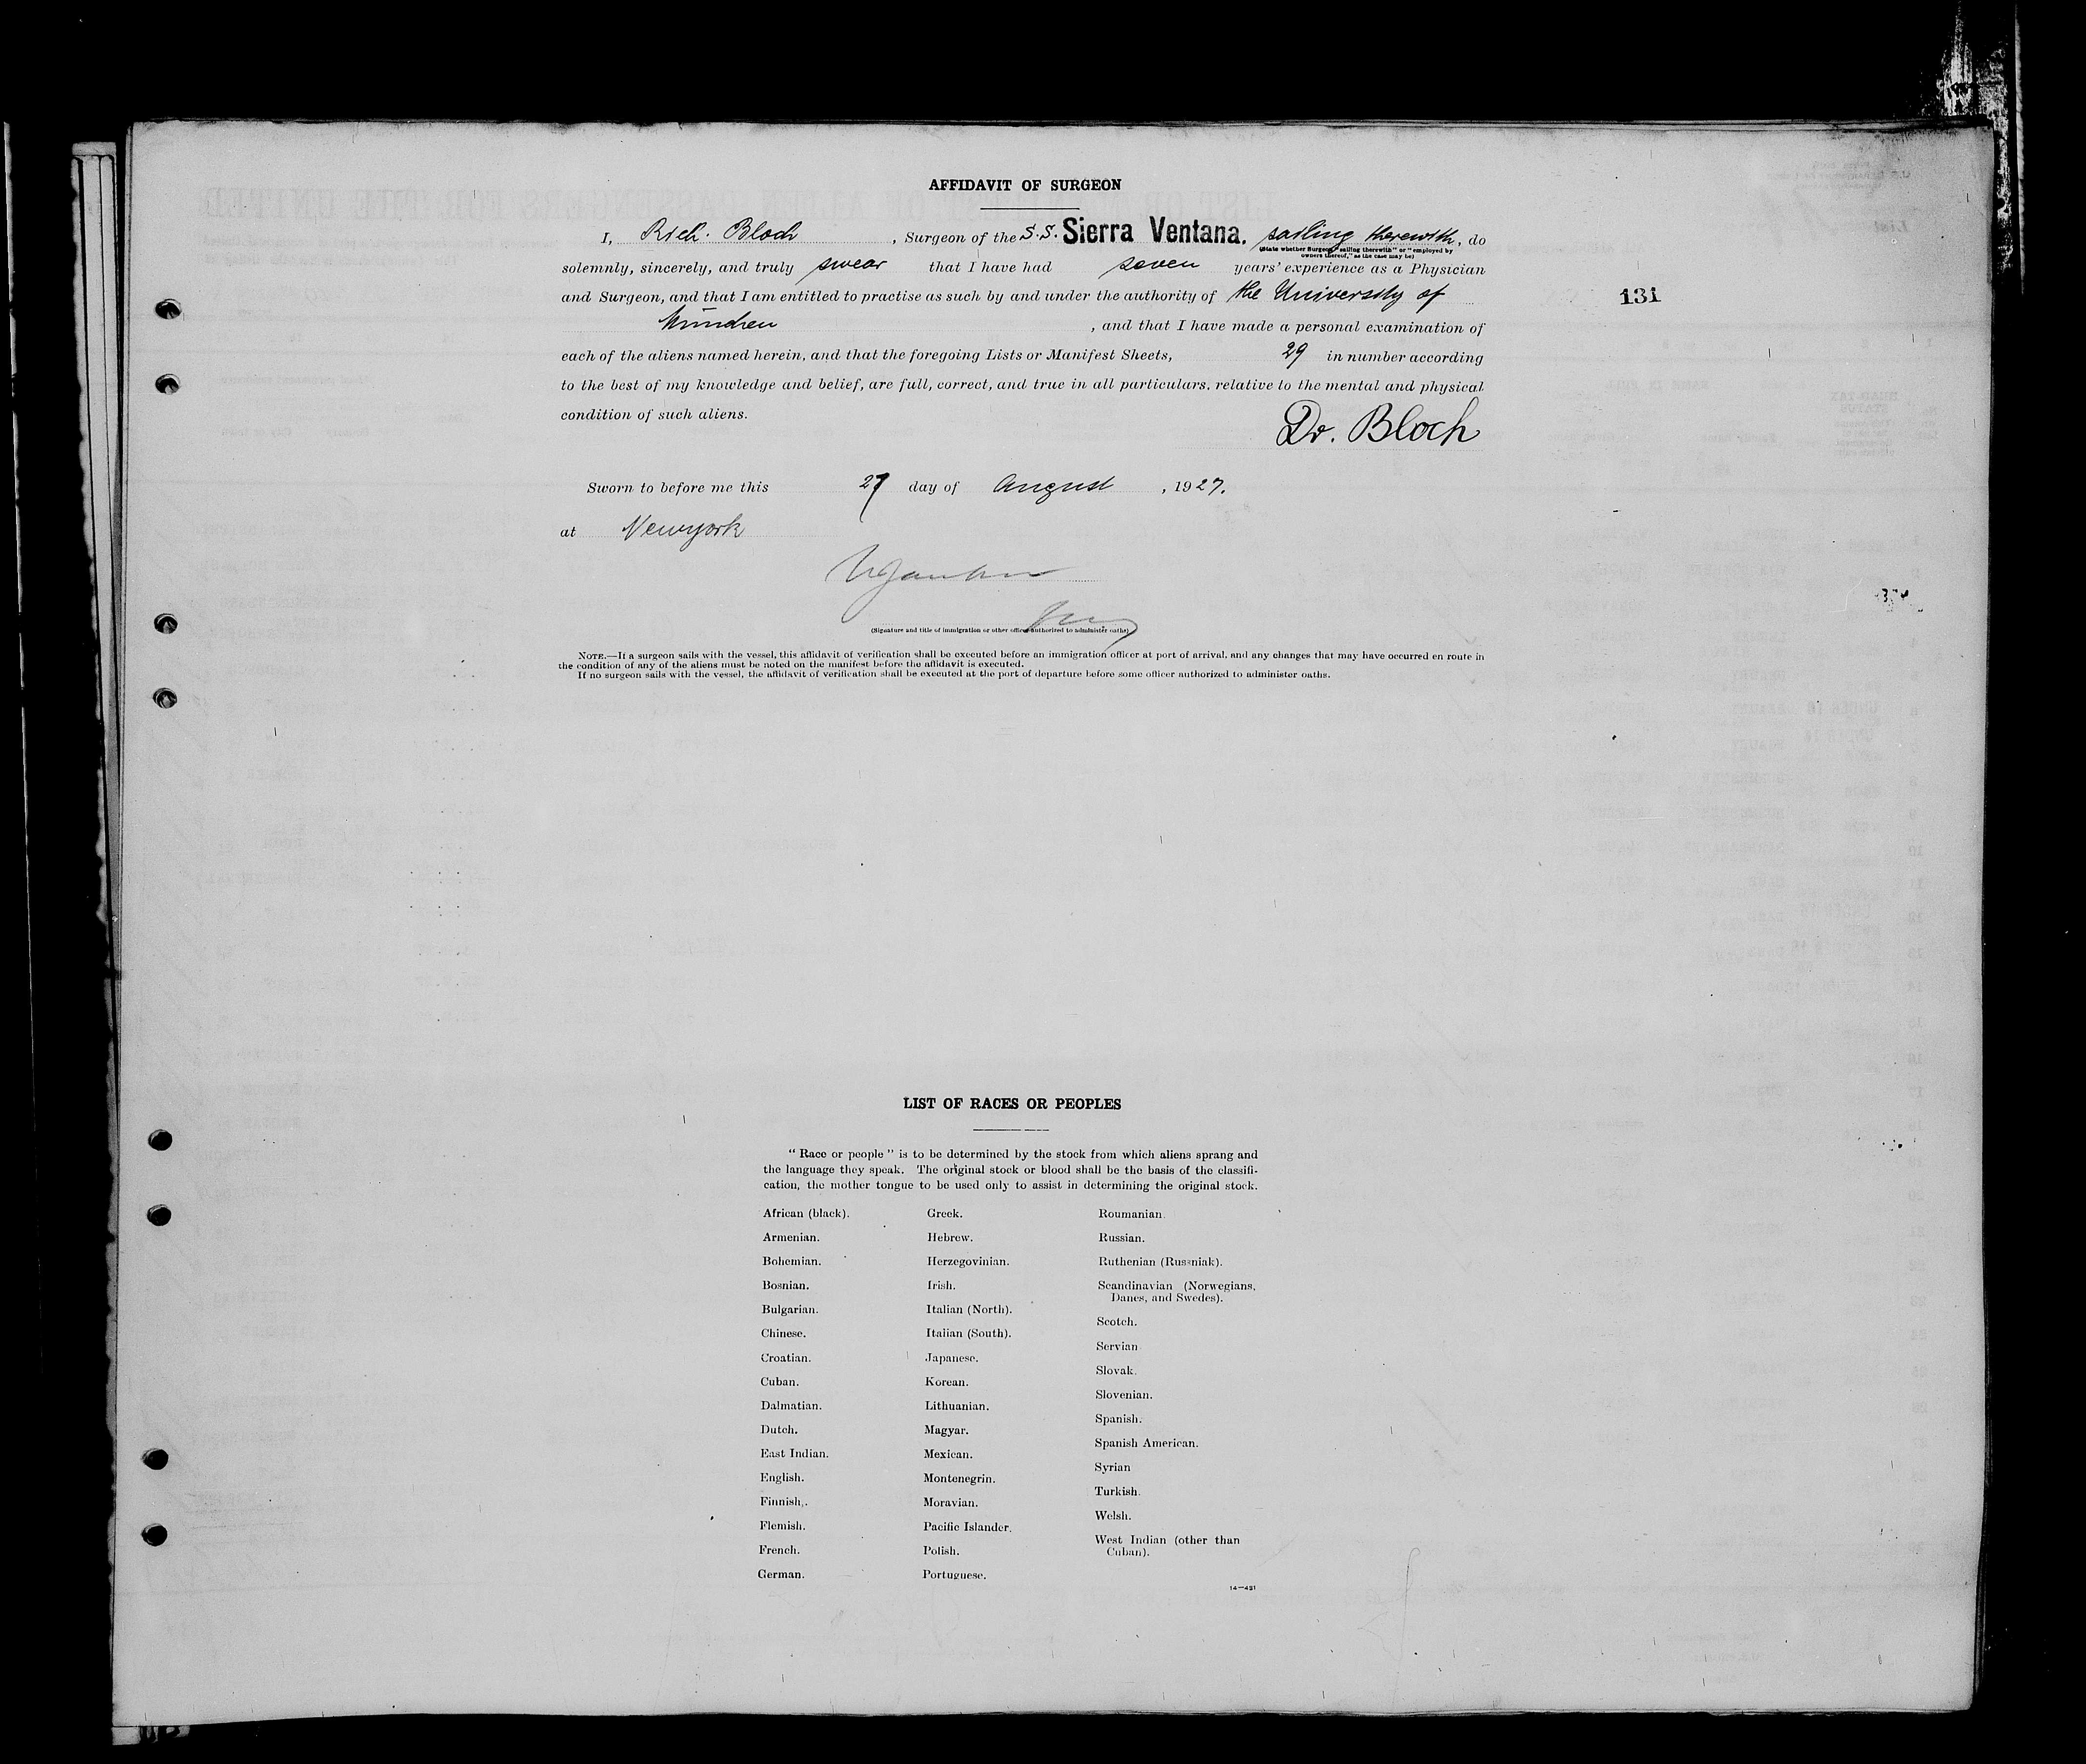 AFFIDAVIT OF SURGEON
I, Rich. Bloch, Surgeon of the S.S. Sierra Ventana, sailing therewith, do
(State whether Surgeon "sailing therewith" or "employed by
owners thereof," as the case may be)
solemnly, sincerely, and truly swear that I have had seven years' experience as a Physician
and Surgeon, and that I am entitled to practise as such by and under the authority of the University of
131
München, and that I have made a personal examination of
each of the aliens named herein, and that the foregoing Lists or Manifest Sheets, 29 in number according
to the best of my knowledge and belief, are full, correct, and true in all particulars, relative to the mental and physical
condition of such aliens.
Dr. Bloch
Sworn to before me this 27 day of August, 1927.
at Newyork
(Signature and title of immigration or other officer authorized to administer oaths)
NOTE.—If a surgeon sails with the vessel, this affidavit of verification shall be executed before an immigration officer at port of arrival, and any changes that may have occurred en route in
the condition of any of the aliens must be noted on the manifest before the affidavit is executed.
If no surgeon sails with the vessel, the affidavit of verification shall be executed at the port of departure before some officer authorized to administer oaths.
LIST OF RACES OR PEOPLES
"Race or people" is to be determined by the stock from which aliens sprang and
the language they speak. The original stock or blood shall be the basis of the classifi-
cation, the mother tongue to be used only to assist in determining the original stock.
African (black).
Armenian.
Bohemian.
Bosnian.
Bulgarian.
Chinese.
Croatian.
Cuban.
Dalmatian.
Dutch.
East Indian.
English.
Finnish.
Flemish.
French.
German.
Greek.
Hebrew.
Herzegovinian.
Irish.
Italian (North).
Italian (South).
Japanese.
Korean.
Lithuanian.
Magyar.
Mexican.
Montenegrin.
Moravian.
Pacific Islander.
Polish.
Portuguese.
Roumanian.
Russian.
Ruthenian (Russniak).
Scandinavian (Norwegians,
Danes, and Swedes).
Scotch.
Servian
Slovak.
Slovenian.
Spanish.
Spanish American.
Syrian
Turkish.
Welsh.
West Indian (other than
Cuban).
14—431